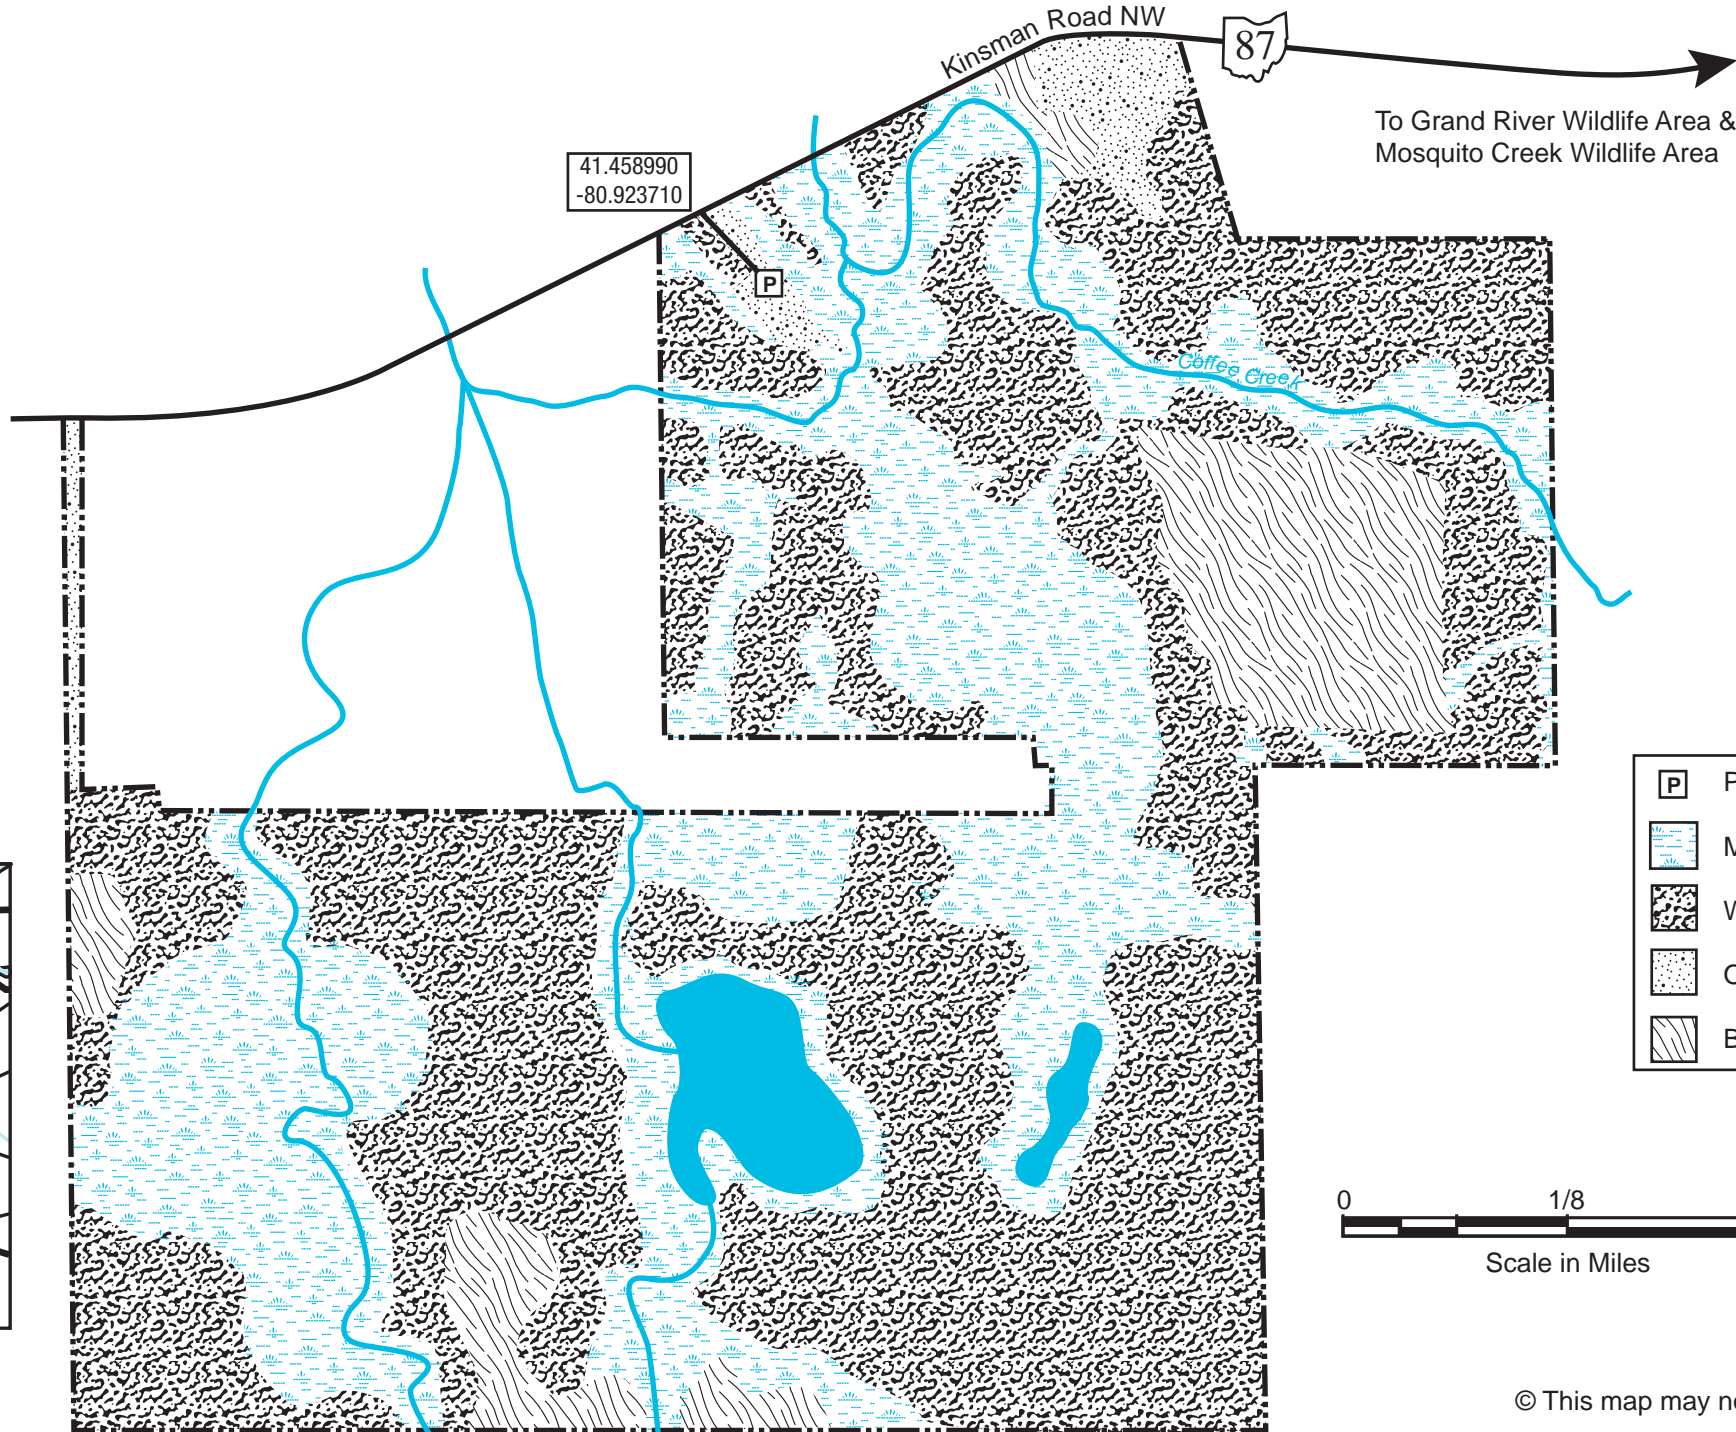 Kinsman Road NW
87
To Grand River Wildlife Area &
Mosquito Creek Wildlife Area
41.458990
-80.923710
P
Coffee Creek
P
0 1/8
Scale in Miles
© This map may